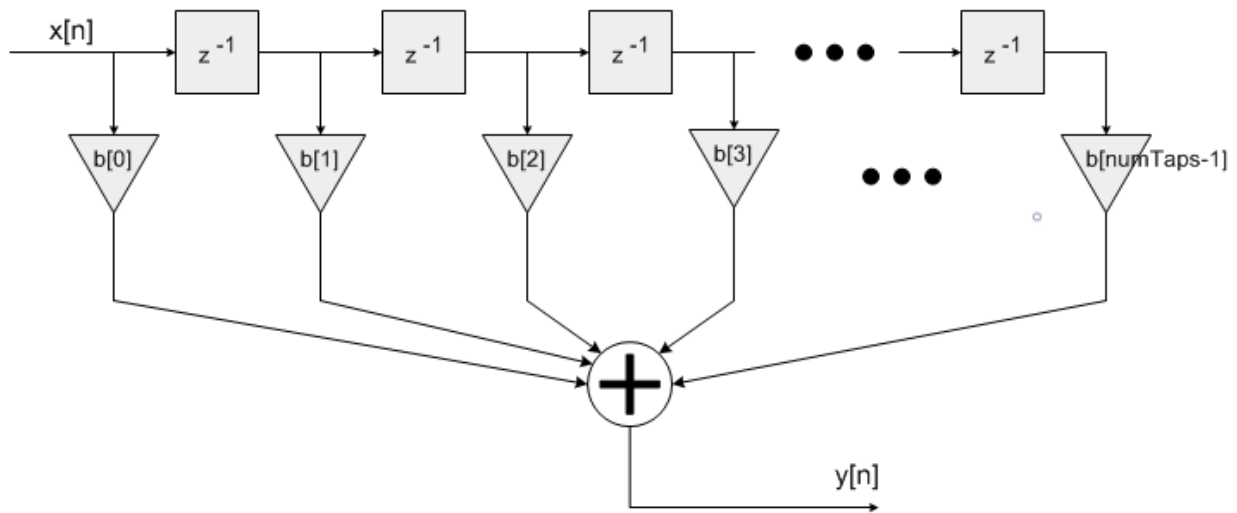 x[n]
z -1
z -1
z -1
z -1
b[0]
b[1]
b[2]
b[3]
b[numTaps-1]
y[n]